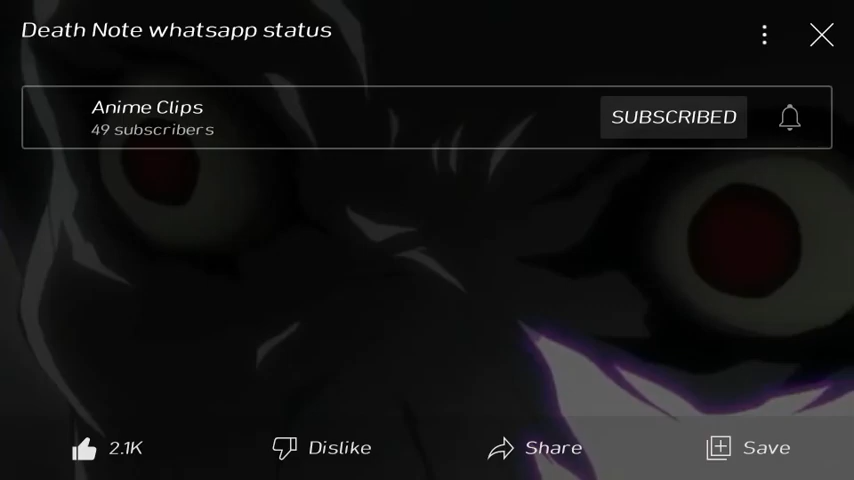 Death Note whatsapp status
Anime Clips
49 subscribers
SUBSCRIBED
2.1K
Dislike
Share
Save